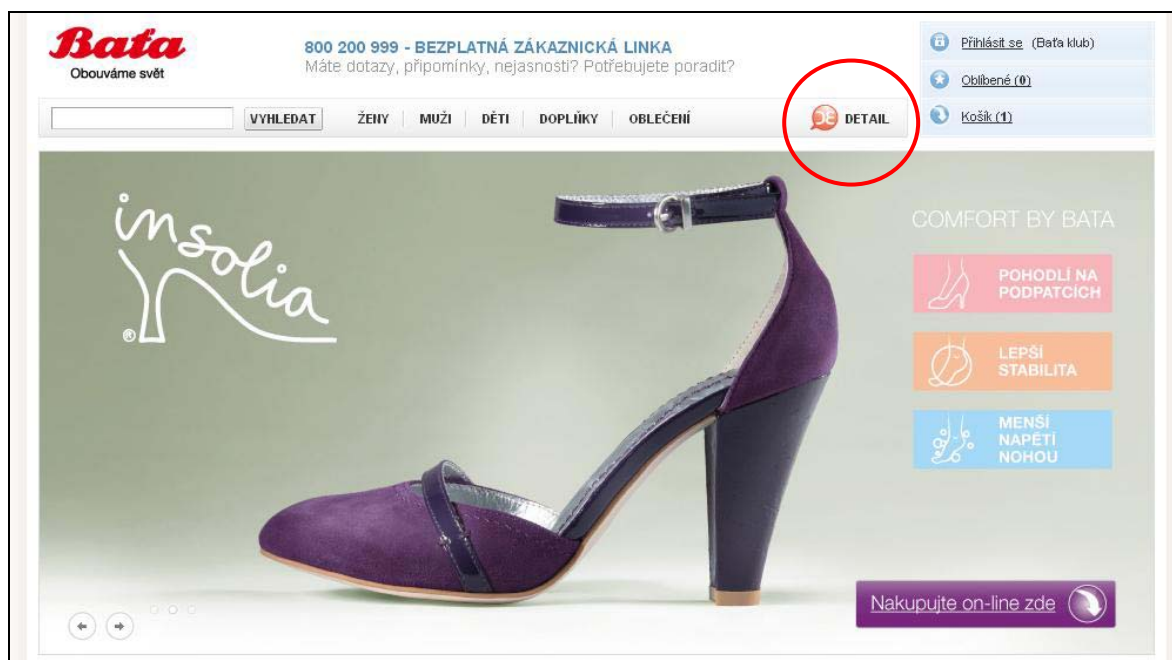 Baťa
Obouváme svět
800 200 999 - BEZPLATNÁ ZÁKAZNICKÁ LINKA
Máte dotazy, připomínky, nejasnosti? Potřebujete poradit?
Přihlásit se (Baťa klub)
Oblíbené (0)
Košík (1)
VYHLEDAT
ŽENY
MUŽI
DĚTI
DOPLŇKY
OBLEČENÍ
DE DETAIL
insolia
®
COMFORT BY BATA
POHODLÍ NA
PODPATCÍCH
LEPŠÍ
STABILITA
MENŠÍ
NAPĚTÍ
NOHOU
Nakupujte on-line zde